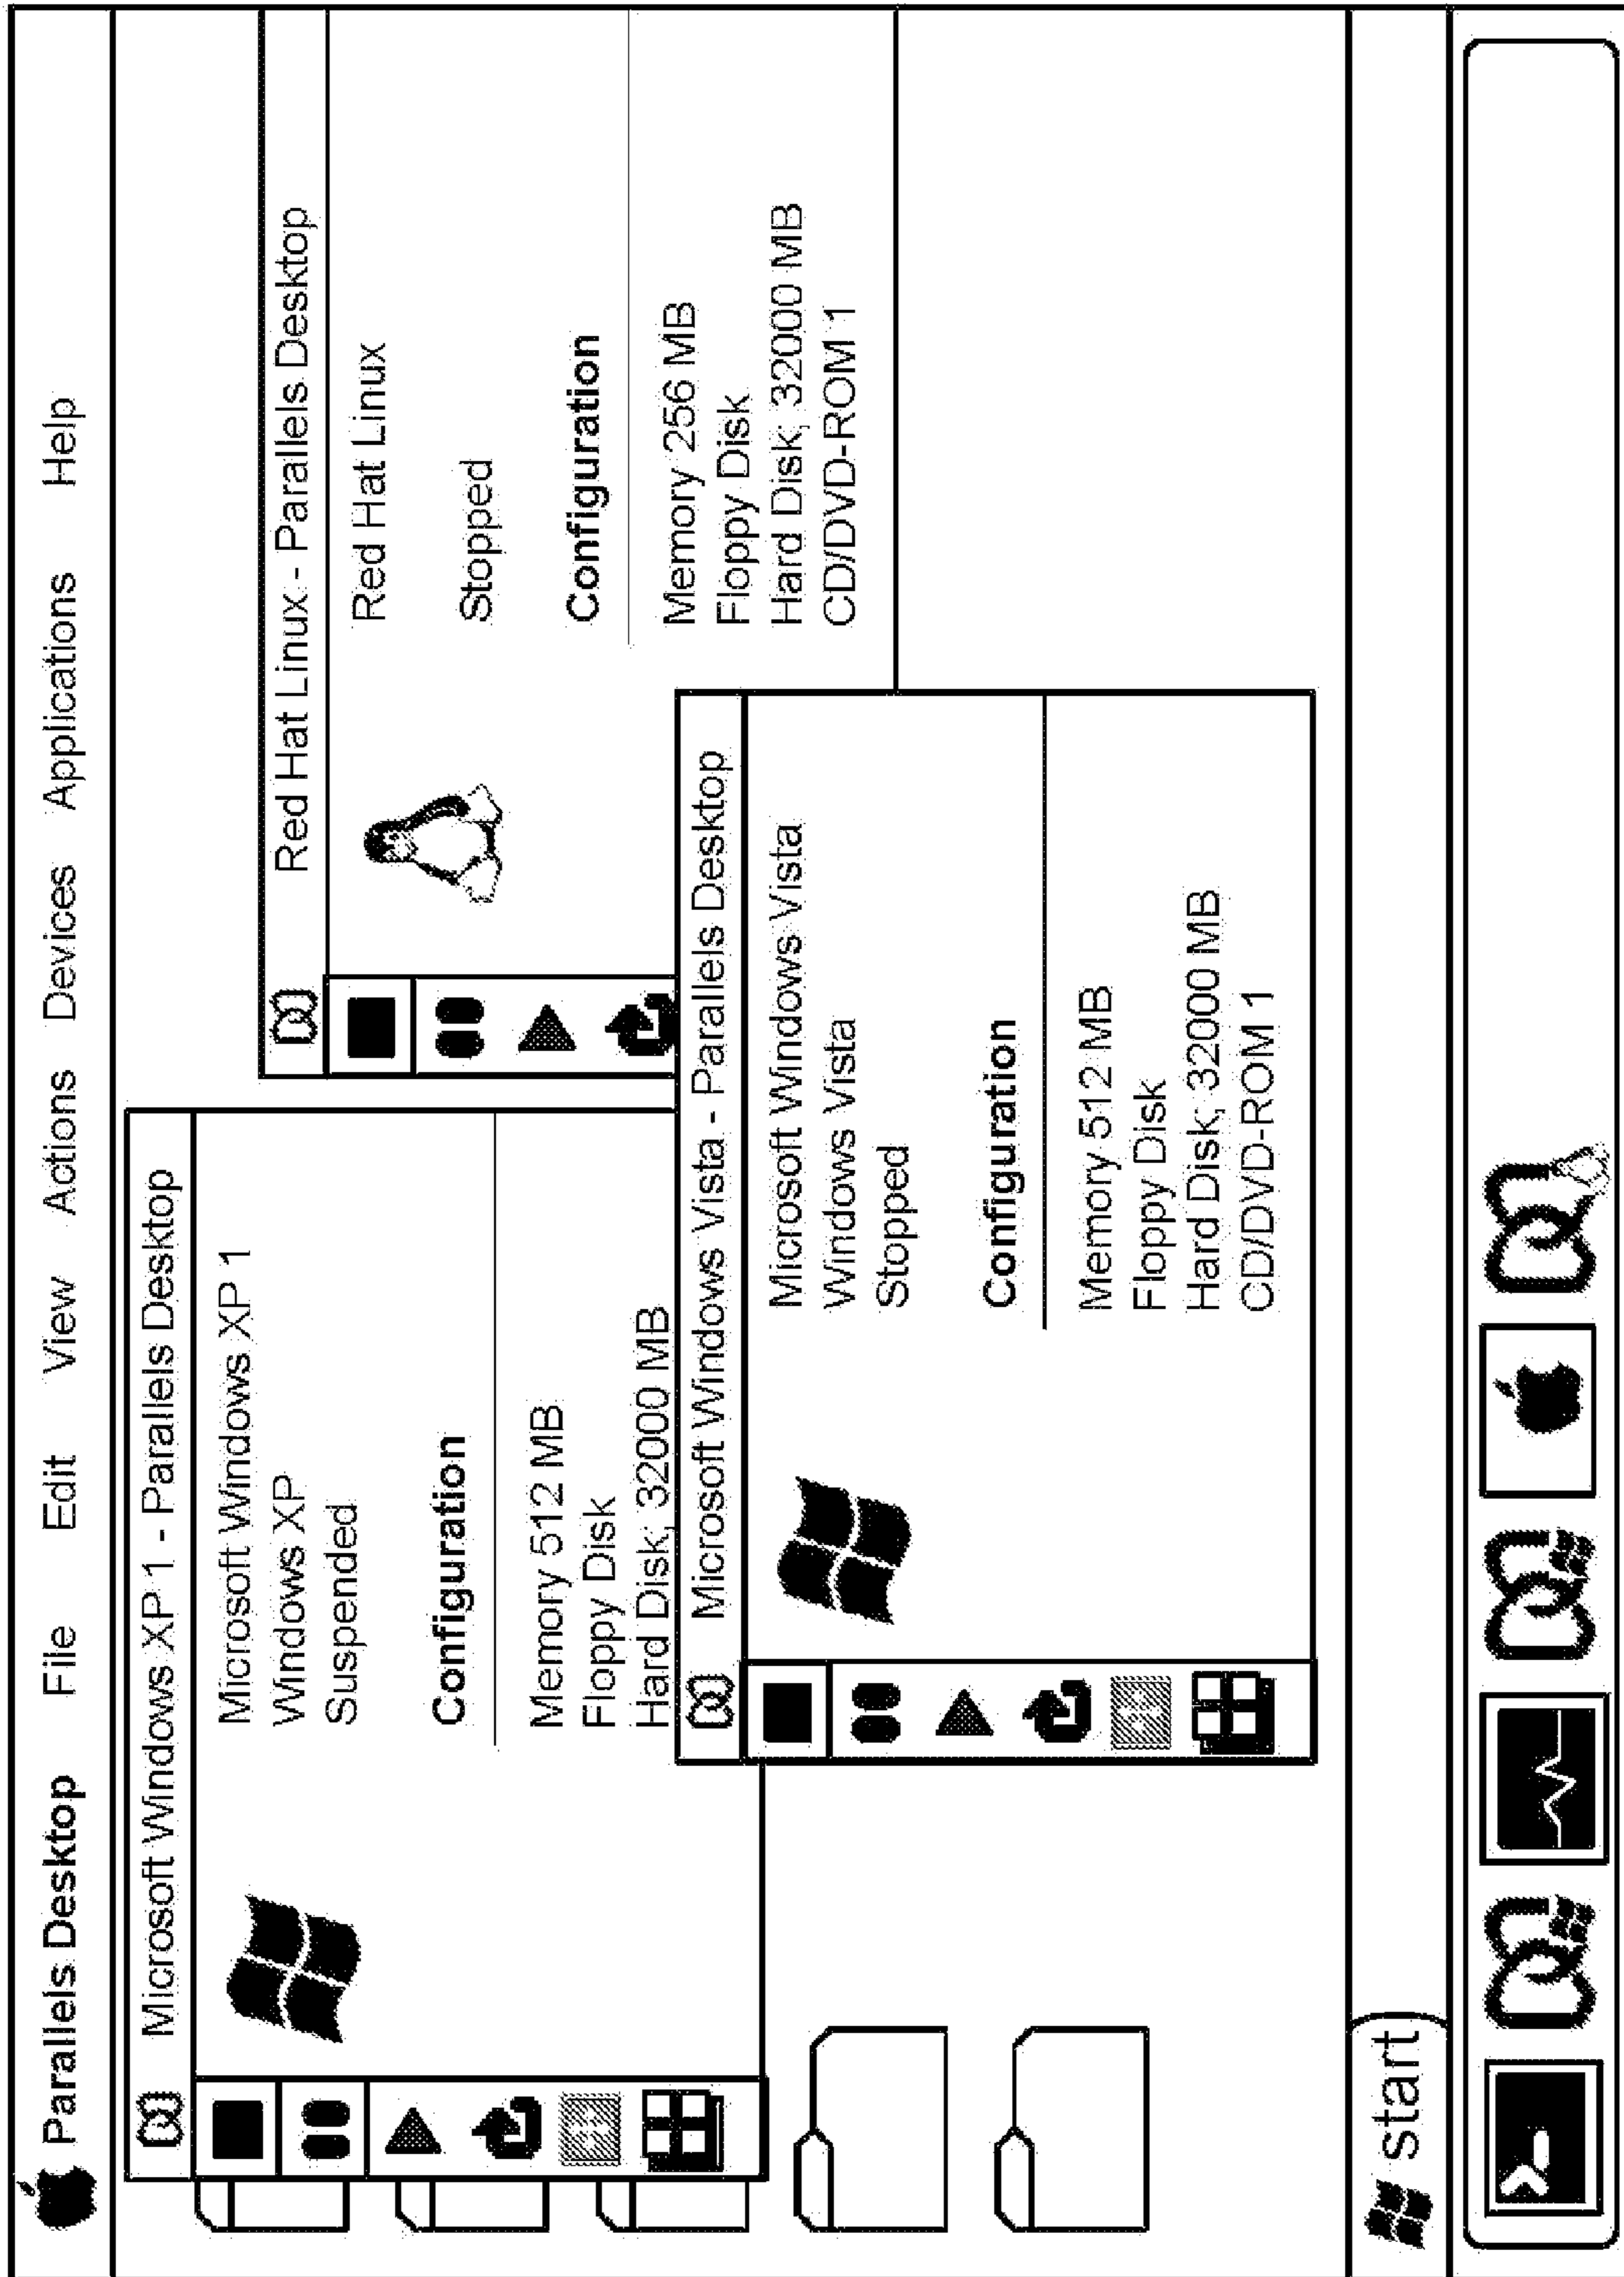 Parallels Desktop File Edit View Actions Devices Applications Help
Microsoft Windows XP 1 - Parallels Desktop
Microsoft Windows XP 1
Windows XP
Suspended
Configuration
Memory 512 MB
Floppy Disk
Hard Disk; 32000 MB
Red Hat Linux - Parallels Desktop
Red Hat Linux
Stopped
Configuration
Memory 256 MB
Floppy Disk
Hard Disk; 32000 MB
CD/DVD-ROM 1
Microsoft Windows Vista - Parallels Desktop
Microsoft Windows Vista
Windows Vista
Stopped
Configuration
Memory 512 MB
Floppy Disk
Hard Disk; 32000 MB
CD/DVD-ROM 1
start